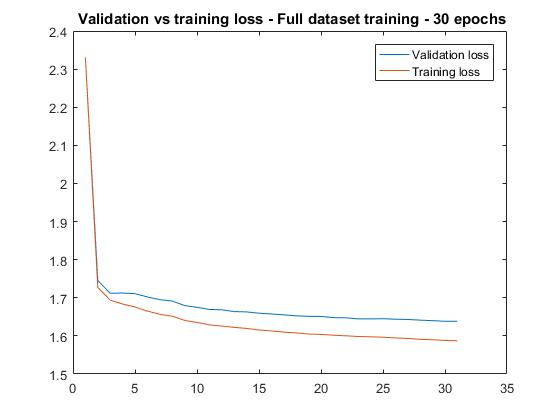 Validation vs training loss - Full dataset training - 30 epochs
2.4
2.3
2.2
2.1
2
1.9
1.8
1.7
1.6
1.5
Validation loss
Training loss
0 5 10 15 20 25 30 35